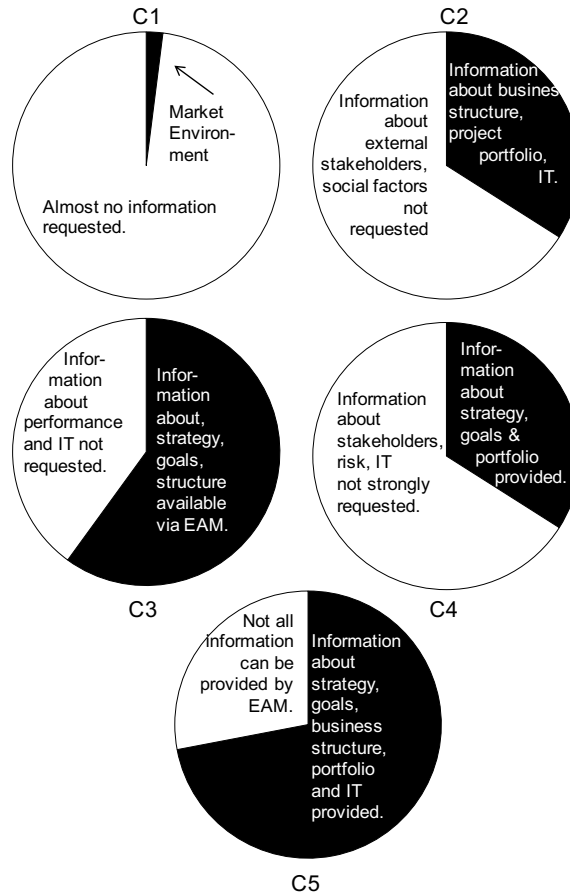 C1
Market
Environ-
ment
Almost no information
requested.
C2
Information
about
external
stakeholders,
social factors
not
requested
Information
about busines
structure,
project
portfolio,
IT.
Infor-
mation
about
performance
and IT not
requested.
Infor-
mation
about,
strategy,
goals,
structure
available
via EAM.
C3
Information
about
stakeholders,
risk, IT
not strongly
requested.
Infor-
mation
about
strategy,
goals &
portfolio
provided.
C4
Not all
information
can be
provided by
EAM.
Information
about
strategy,
goals,
business
structure,
portfolio
and IT
provided.
C5